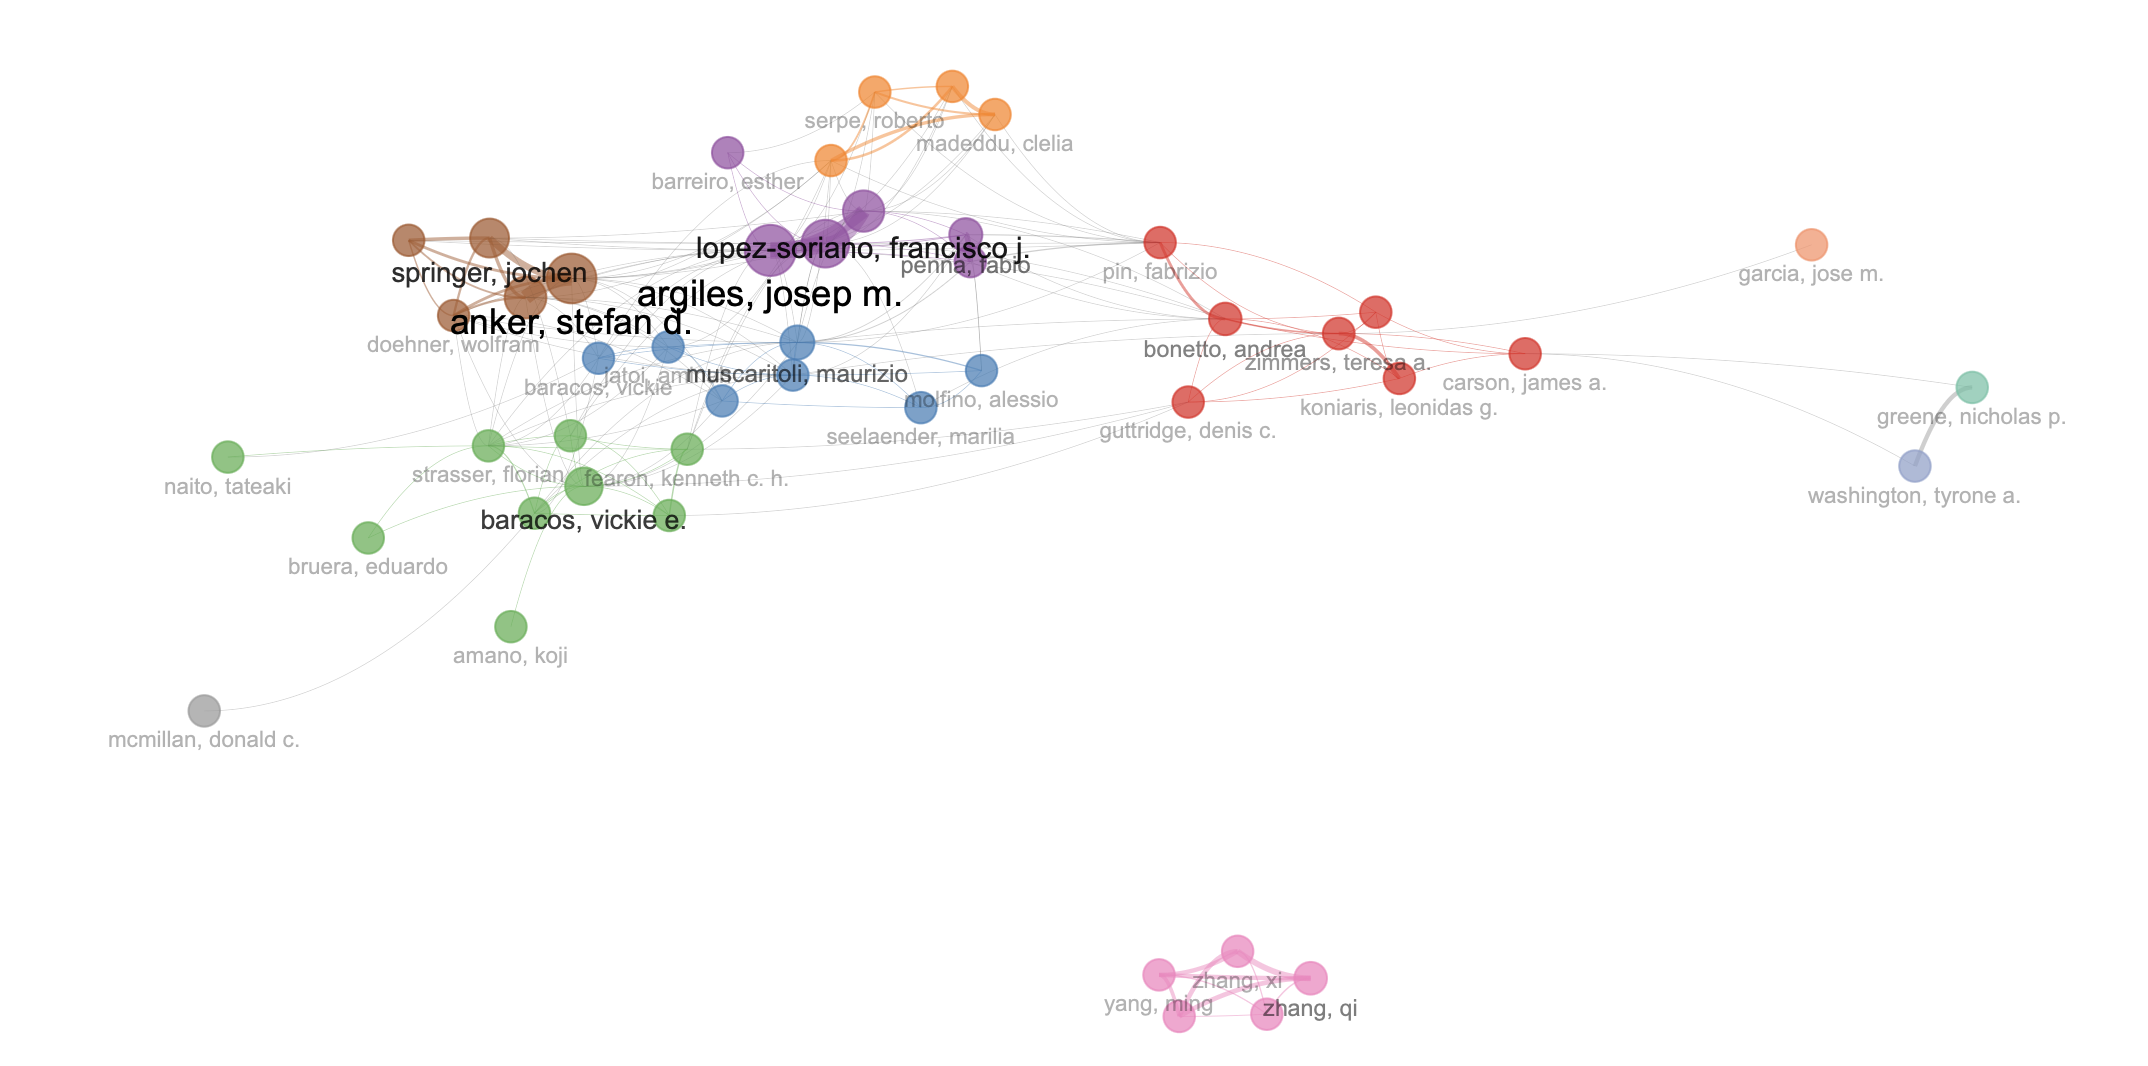 serpe, roberto
madeddu, clelia
barreiro, esther
lopez-soriano, francisco j.
penna, fabio
pin, fabrizio
garcia, jose m.
springer, jochen
argiles, josep m.
anker, stefan d.
doehner, wolfram
bonetto, andrea
zimmers, teresa a.
jatoi, aminah
muscaritoli, maurizio
baracos, vickie
carson, james a.
molfino, alessio
koniaris, leonidas g.
greene, nicholas p.
seelaender, marilia
guttridge, denis c.
strasser, florian
fearon, kenneth c. h.
naito, tateaki
washington, tyrone a.
baracos, vickie e.
bruera, eduardo
amano, koji
mcmillan, donald c.
zhang, xi
yang, ming
zhang, qi